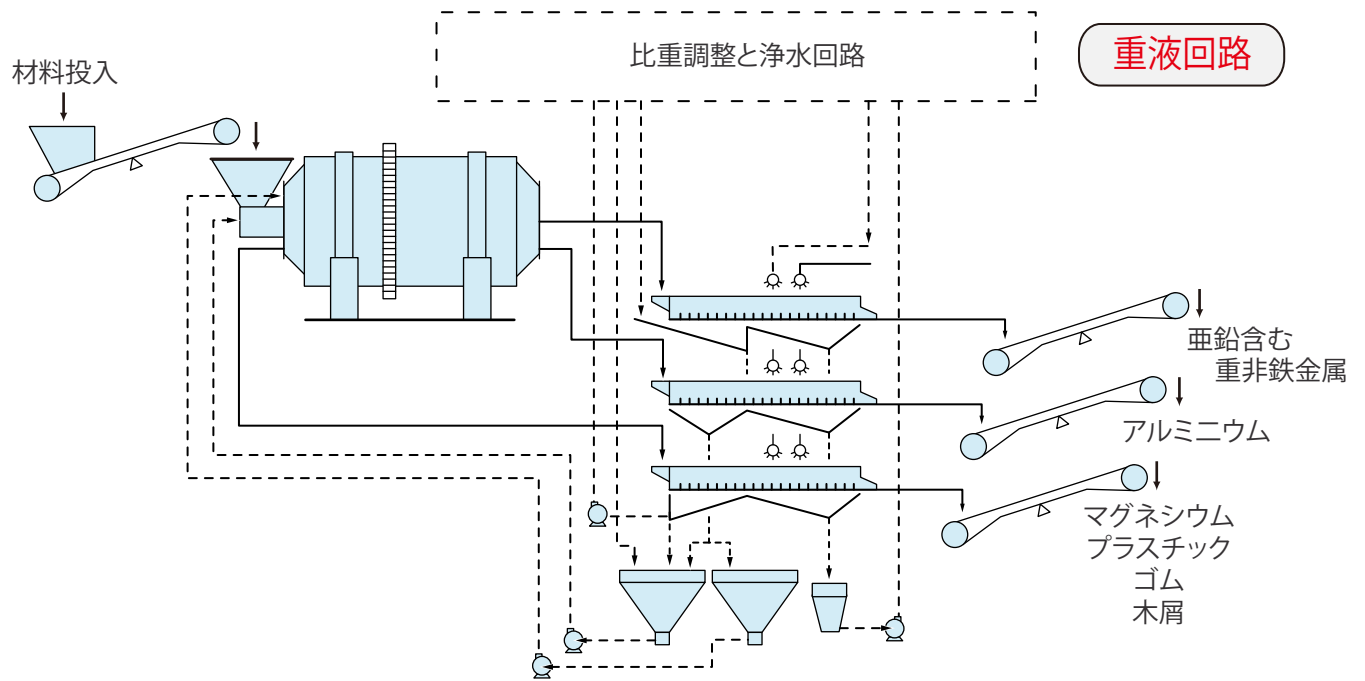 比重調整と浄水回路
重液回路
材料投入
亜鉛含む
重非鉄金属
アルミニウム
マグネシウム
プラスチック
ゴム
木屑